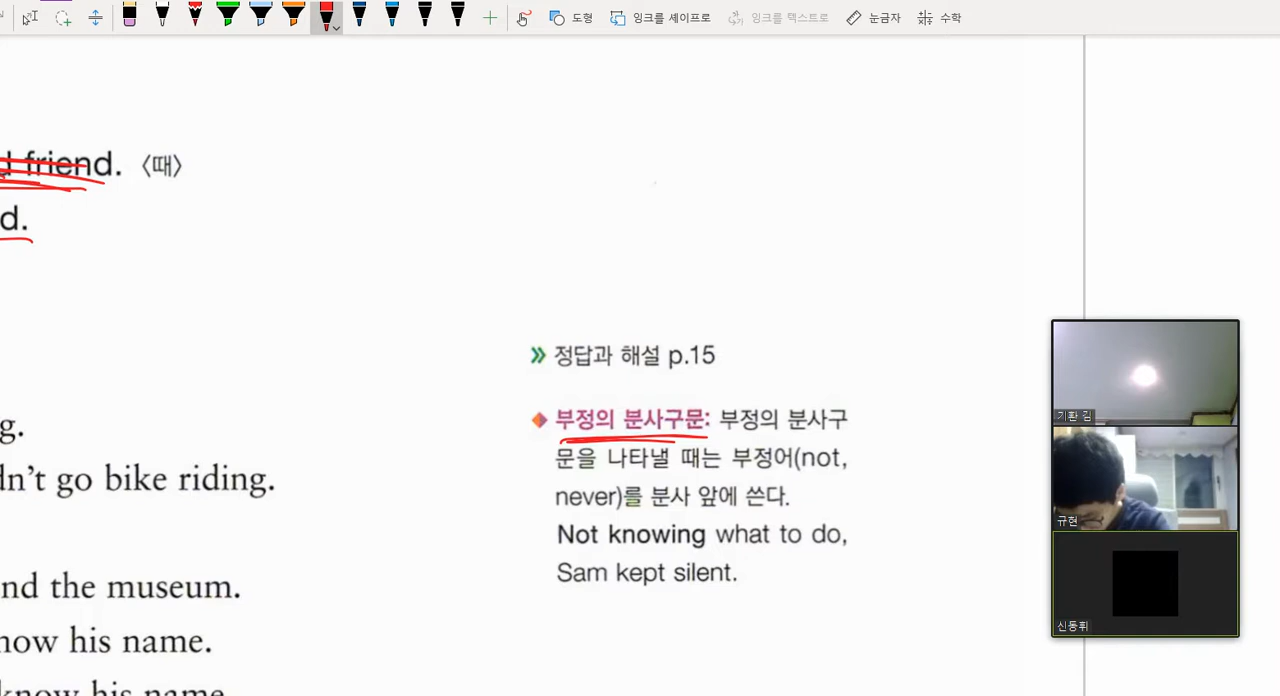 도형
잉크를 셰이프로
잉크를 텍스트로
눈금자
수학
friend. 〈때〉
d.
정답과 해설 p.15
부정의 분사구문: 부정의 분사구
문을 나타낼 때는 부정어(not,
never)를 분사 앞에 쓴다.
Not knowing what to do,
Sam kept silent.
g.
dn't go bike riding.
nd the museum.
now his name.
know his name
기환 김
규현
신동휘